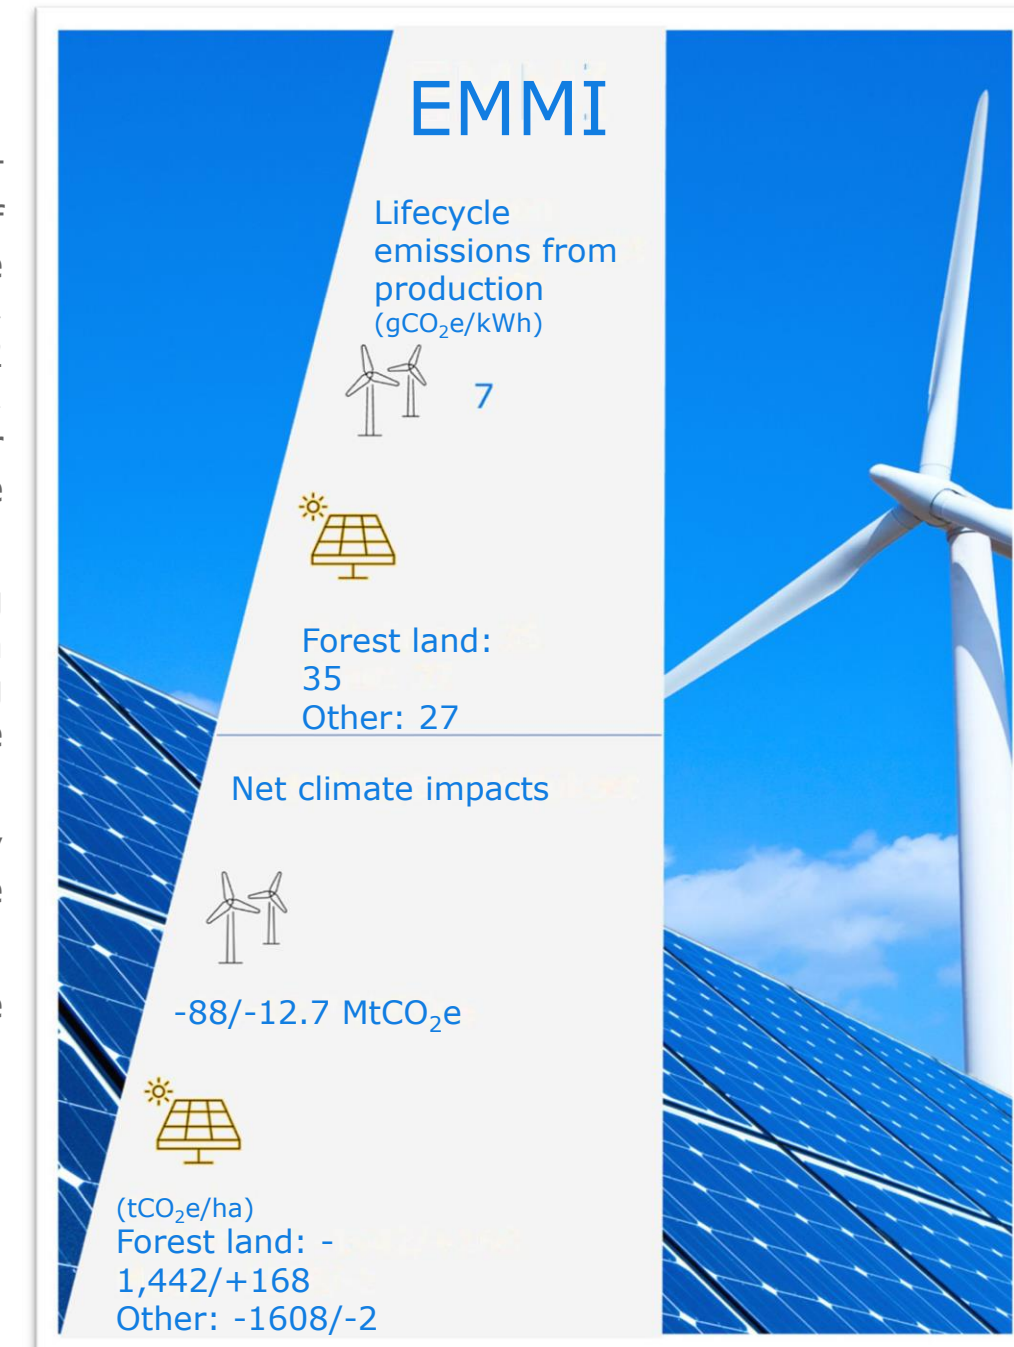 EMMI
Lifecycle
emissions from
production
(gCO₂e/kWh)
7
Forest land:
35
Other: 27
Net climate impacts
-88/-12.7 MtCO₂e
(tCO₂e/ha)
Forest land: -
1,442/+168
Other: -1608/-2